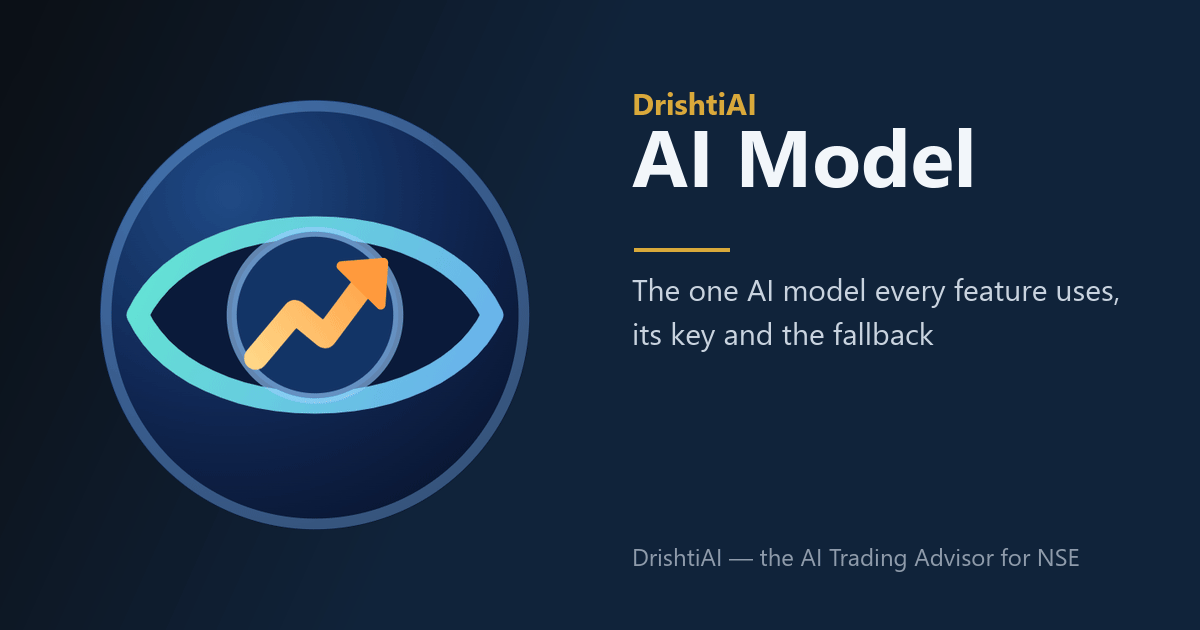 DrishtiAI
AI Model
The one AI model every feature uses,
its key and the fallback
DrishtiAI — the AI Trading Advisor for NSE